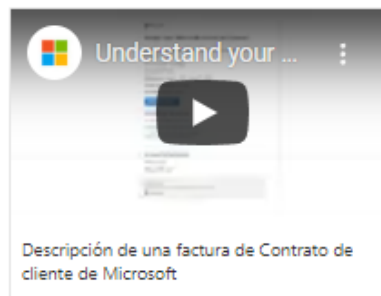 Understand your ...
Descripción de una factura de Contrato de
cliente de Microsoft